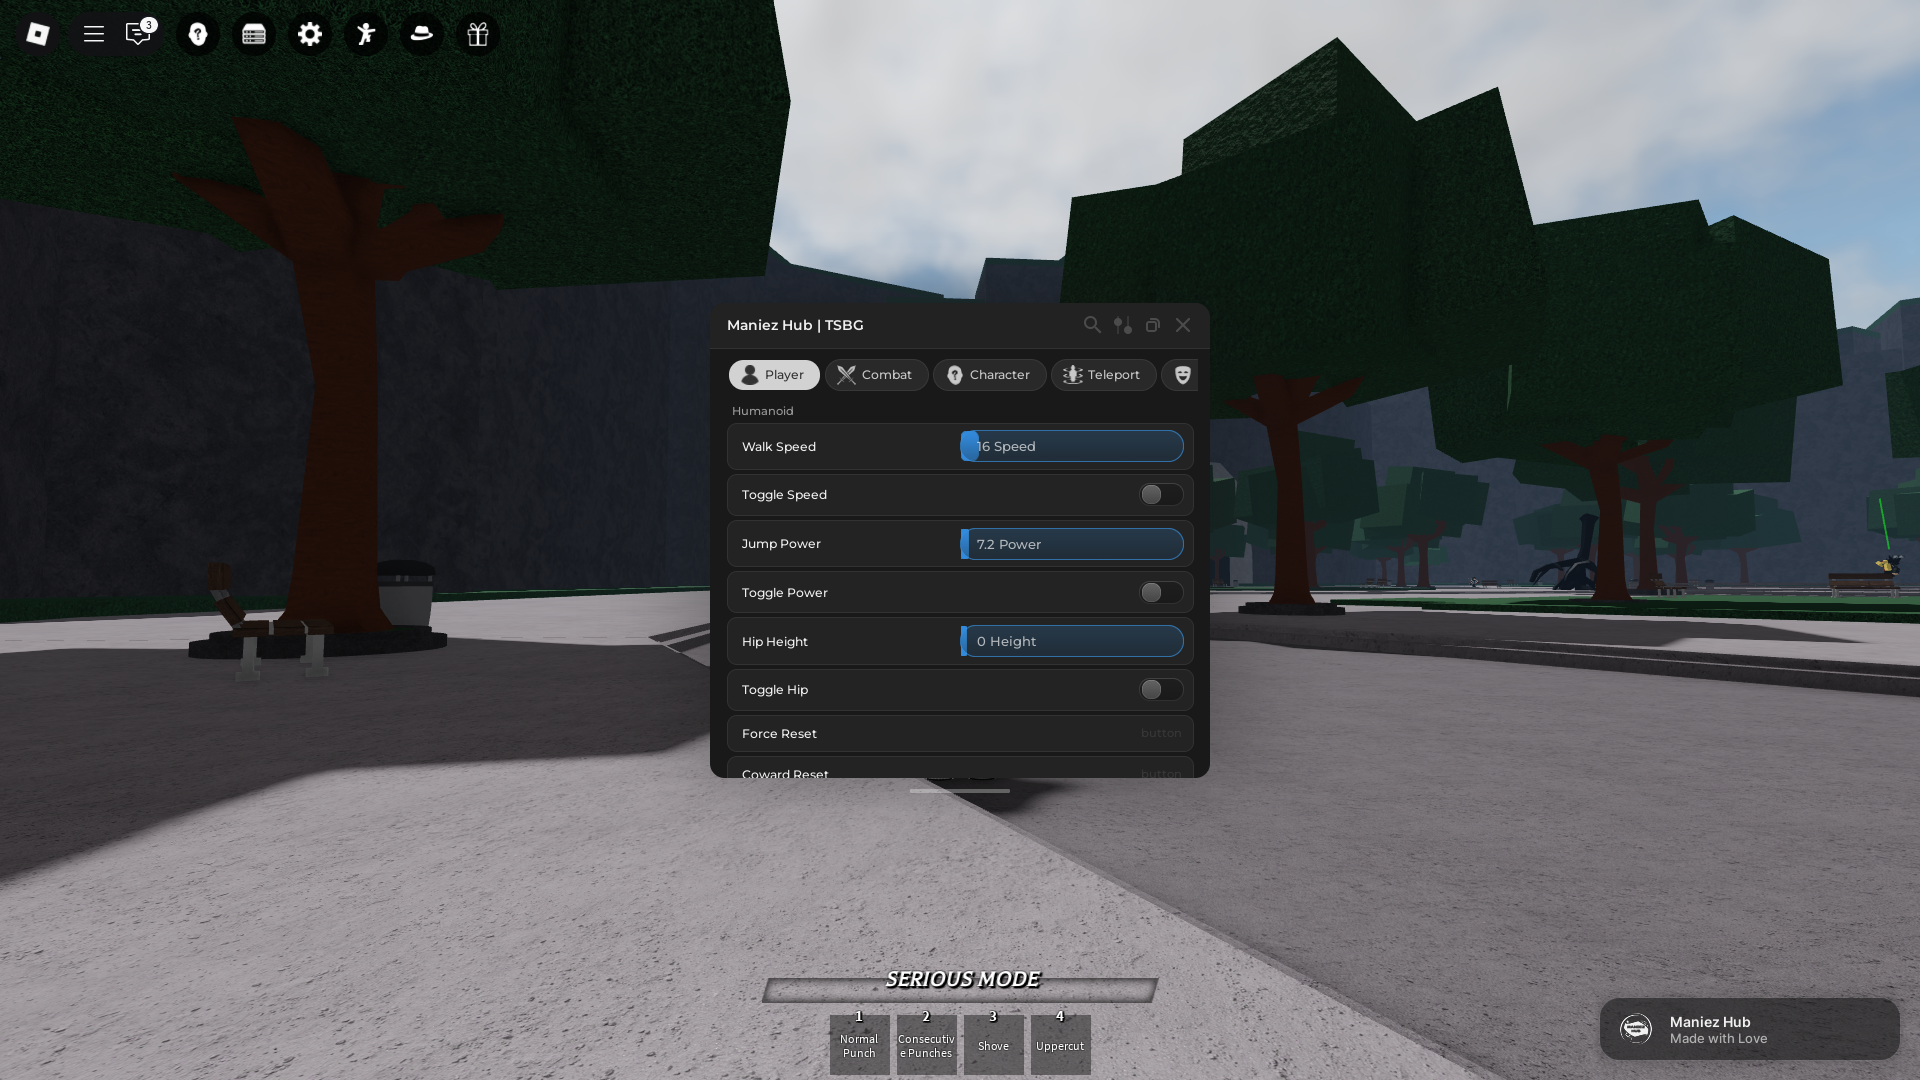 3
Maniez Hub | TSBG
Player
Combat
Character
Teleport
Humanoid
Walk Speed
16 Speed
Toggle Speed
Jump Power
7.2 Power
Toggle Power
Hip Height
0 Height
Toggle Hip
Force Reset
button
Coward Reset
button
SERIOUS MODE
1
2
3
4
Normal
Punch
Consecutiv
e Punches
Shove
Uppercut
Maniez Hub
Made with Love